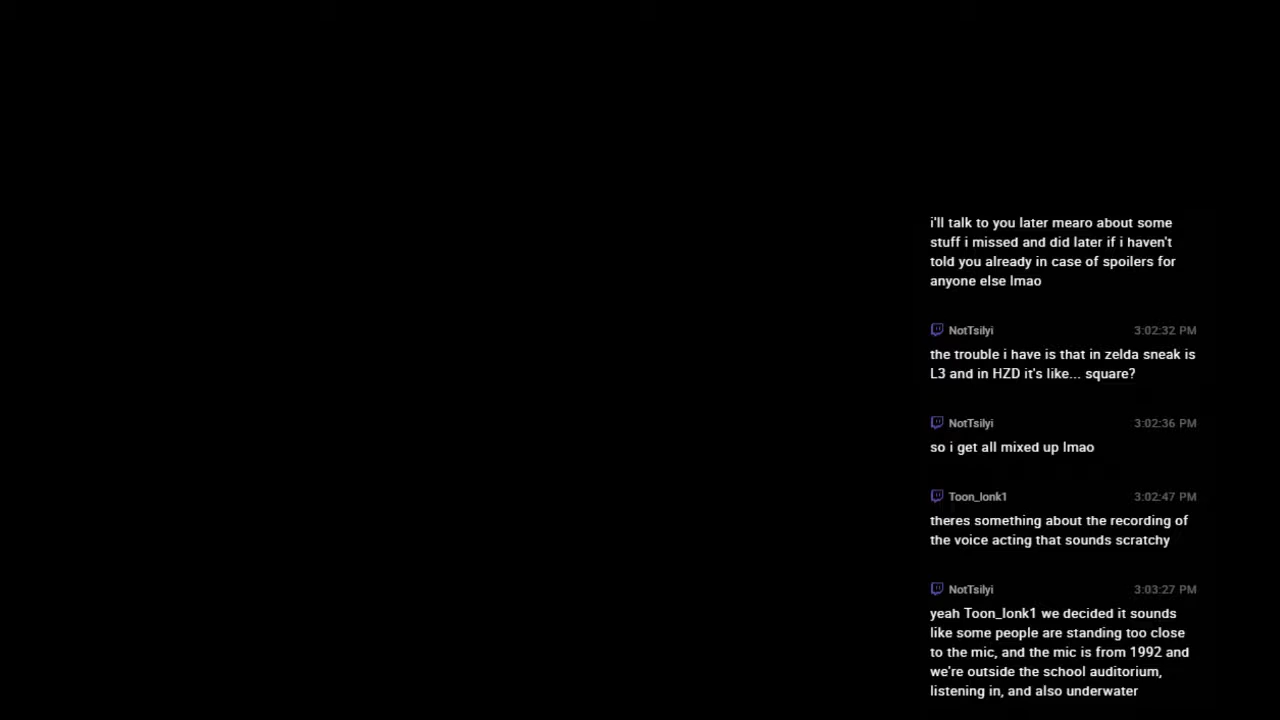 i'll talk to you later mearo about some
stuff i missed and did later if i haven't
told you already in case of spoilers for
anyone else lmao
NotTsilyi 3:02:32 PM
the trouble i have is that in zelda sneak is
L3 and in HZD it's like... square?
NotTsilyi 3:02:36 PM
so i get all mixed up lmao
Toon_lonk1 3:02:47 PM
theres something about the recording of
the voice acting that sounds scratchy
NotTsilyi 3:03:27 PM
yeah Toon_lonk1 we decided it sounds
like some people are standing too close
to the mic, and the mic is from 1992 and
we're outside the school auditorium,
listening in, and also underwater